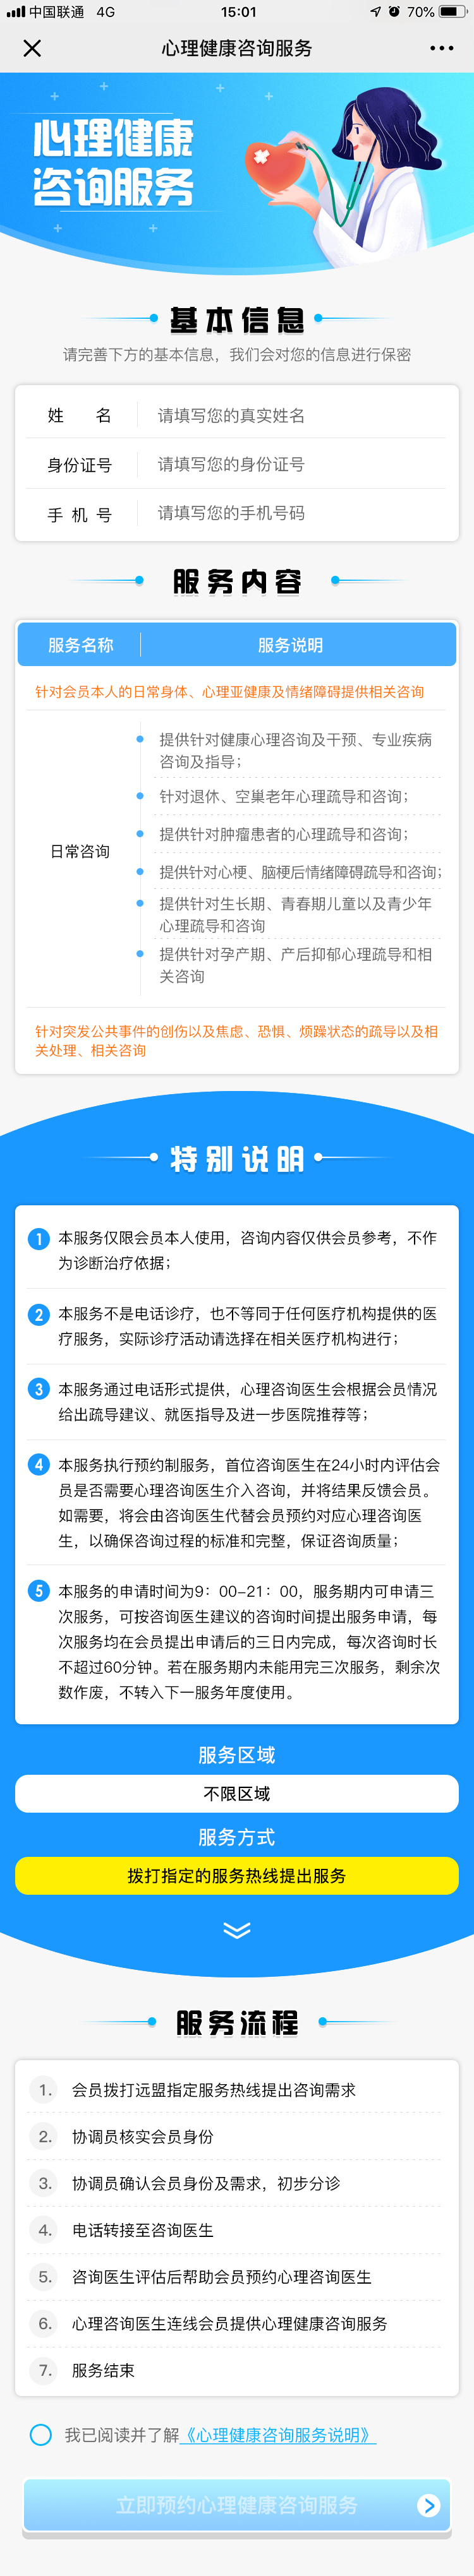 中国联通 4G 15:01 70%
心理健康咨询服务
心理健康
咨询服务
基本信息
请完善下方的基本信息，我们会对您的信息进行保密
姓 名 请填写您的真实姓名
身份证号 请填写您的身份证号
手 机 号 请填写您的手机号码
服务内容
服务名称 服务说明
针对会员本人的日常身体、心理亚健康及情绪障碍提供相关咨询
日常咨询
提供针对健康心理咨询及干预、专业疾病
咨询及指导；
针对退休、空巢老年心理疏导和咨询；
提供针对肿瘤患者的心理疏导和咨询；
提供针对心梗、脑梗后情绪障碍疏导和咨询；
提供针对生长期、青春期儿童以及青少年
心理疏导和咨询
提供针对孕产期、产后抑郁心理疏导和相
关咨询
针对突发公共事件的创伤以及焦虑、恐惧、烦躁状态的疏导以及相
关处理、相关咨询
特别说明
1 本服务仅限会员本人使用，咨询内容仅供会员参考，不作
为诊断治疗依据；
2 本服务不是电话诊疗，也不等同于任何医疗机构提供的医
疗服务，实际诊疗活动请选择在相关医疗机构进行；
3 本服务通过电话形式提供，心理咨询医生会根据会员情况
给出疏导建议、就医指导及进一步医院推荐等；
4 本服务执行预约制服务，首位咨询医生在24小时内评估会
员是否需要心理咨询医生介入咨询，并将结果反馈会员。
如需要，将会由咨询医生代替会员预约对应心理咨询医
生，以确保咨询过程的标准和完整，保证咨询质量；
5 本服务的申请时间为9：00-21：00，服务期内可申请三
次服务，可按咨询医生建议的咨询时间提出服务申请，每
次服务均在会员提出申请后的三日内完成，每次咨询时长
不超过60分钟。若在服务期内未能用完三次服务，剩余次
数作废，不转入下一服务年度使用。
服务区域
不限区域
服务方式
拨打指定的服务热线提出服务
服务流程
1. 会员拨打远盟指定服务热线提出咨询需求
2. 协调员核实会员身份
3. 协调员确认会员身份及需求，初步分诊
4. 电话转接至咨询医生
5. 咨询医生评估后帮助会员预约心理咨询医生
6. 心理咨询医生连线会员提供心理健康咨询服务
7. 服务结束
我已阅读并了解《心理健康咨询服务说明》
立即预约心理健康咨询服务